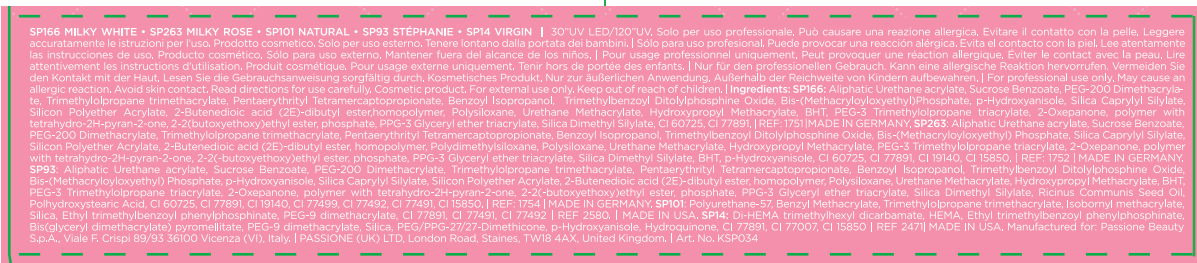 SP166 MILKY WHITE • SP263 MILKY ROSE • SP101 NATURAL • SP93 STÉPHANIE • SP14 VIRGIN | 30"UV LED/120"UV, Solo per uso professionale, Può causare una reazione allergica, Evitare il contatto con la pelle, Leggere
accuratamente le istruzioni per l'uso. Prodotto cosmetico. Solo per uso esterno. Tenere lontano dalla portata dei bambini. | Sólo para uso profesional. Puede provocar una reacción alérgica. Evita el contacto con la piel. Lee atentamente
las instrucciones de uso, Producto cosmético, Sólo para uso externo, Mantener fuera del alcance de los niños, | Pour usage professionnel uniquement, Peut provoquer une réaction allergique, Éviter le contact avec la peau, Lire
attentivement les instructions d'utilisation. Produit cosmétique. Pour usage externe uniquement. Tenir hors de portée des enfants. | Nur für den professionellen Gebrauch. Kann eine allergische Reaktion hervorrufen. Vermeiden Sie
den Kontakt mit der Haut, Lesen Sie die Gebrauchsanweisung sorgfältig durch, Kosmetisches Produkt, Nur zur äußerlichen Anwendung, Außerhalb der Reichweite von Kindern aufbewahren, | For professional use only, May cause an
allergic reaction. Avoid skin contact. Read directions for use carefully. Cosmetic product. For external use only. Keep out of reach of children. | Ingredients: SP166: Aliphatic Urethane acrylate, Sucrose Benzoate, PEG-200 Dimethacryla-
te, Trimethylolpropane trimethacrylate, Pentaerythrityl Tetramercaptopropionate, Benzoyl Isopropanol, Trimethylbenzoyl Ditolylphosphine Oxide, Bis-(Methacryloyloxyethyl)Phosphate, p-Hydroxyanisole, Silica Caprylyl Silylate,
Silicon Polyether Acrylate, 2-Butenedioic acid (2E)-dibutyl ester,homopolymer, Polysiloxane, Urethane Methacrylate, Hydroxypropyl Methacrylate, BHT, PEG-3 Trimethylolpropane triacrylate, 2-Oxepanone, polymer with
tetrahydro-2H-pyran-2-one, 2-(butoxyethoxy)ethyl ester, phosphate, PPG-3 Glyceryl ether triacrylate, Silica Dimethyl Silylate, CI 60725, CI 77891, | REF: 1751 |MADE IN GERMANY, SP263: Aliphatic Urethane acrylate, Sucrose Benzoate,
PEG-200 Dimethacrylate, Trimethylolpropane trimethacrylate, Pentaerythrityl Tetramercaptopropionate, Benzoyl Isopropanol, Trimethylbenzoyl Ditolylphosphine Oxide, Bis-(Methacryloyloxyethyl) Phosphate, Silica Caprylyl Silylate,
Silicon Polyether Acrylate, 2-Butenedioic acid (2E)-dibutyl ester, homopolymer, Polydimethylsiloxane, Polysiloxane, Urethane Methacrylate, Hydroxypropyl Methacrylate, PEG-3 Trimethylolpropane triacrylate, 2-Oxepanone, polymer
with tetrahydro-2H-pyran-2-one, 2-2(-butoxyethoxy)ethyl ester, phosphate, PPG-3 Glyceryl ether triacrylate, Silica Dimethyl Silylate, BHT, p-Hydroxyanisole, CI 60725, CI 77891, CI 19140, CI 15850, | REF: 1752 | MADE IN GERMANY.
SP93: Aliphatic Urethane acrylate, Sucrose Benzoate, PEG-200 Dimethacrylate, Trimethylolpropane trimethacrylate, Pentaerythrityl Tetramercaptopropionate, Benzoyl Isopropanol, Trimethylbenzoyl Ditolylphosphine Oxide,
Bis-(Methacryloyloxyethyl) Phosphate, p-Hydroxyanisole, Silica Caprylyl Silylate, Silicon Polyether Acrylate, 2-Butenedioic acid (2E)-dibutyl ester, homopolymer, Polysiloxane, Urethane Methacrylate, Hydroxypropyl Methacrylate, BHT,
PEG-3 Trimethylolpropane triacrylate, 2-Oxepanone, polymer with tetrahydro-2H-pyran-2-one, 2-2(-butoxyethoxy)ethyl ester, phosphate, PPG-3 Glyceryl ether triacrylate, Silica Dimethyl Silylate, Ricinus Communis Seed Oil,
Polhydroxystearic Acid, CI 60725, CI 77891, CI 19140, CI 77499, CI 77492, CI 77491, CI 15850, | REF: 1754 | MADE IN GERMANY. SP101: Polyurethane-57, Benzyl Methacrylate, Trimethylolpropane trimethacrylate, Isobornyl methacrylate,
Silica, Ethyl trimethylbenzoyl phenylphosphinate, PEG-9 dimethacrylate, CI 77891, CI 77491, CI 77492 | REF 2580. | MADE IN USA. SP14: Di-HEMA trimethylhexyl dicarbamate, HEMA, Ethyl trimethylbenzoyl phenylphosphinate,
Bis(glyceryl dimethacrylate) pyromellitate, PEG-9 dimethacrylate, Silica, PEG/PPG-27/27-Dimethicone, p-Hydroxyanisole, Hydroquinone, CI 77891, CI 77007, CI 15850 | REF 2471| MADE IN USA, Manufactured for: Passione Beauty
S.p.A., Viale F. Crispi 89/93 36100 Vicenza (VI), Italy. | PASSIONE (UK) LTD, London Road, Staines, TW18 4AX, United Kingdom. | Art. No. KSP034